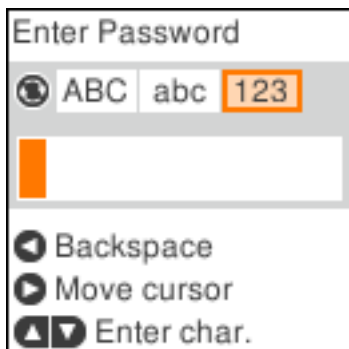 Enter Password
ABC abc 123
Backspace
Move cursor
Enter char.